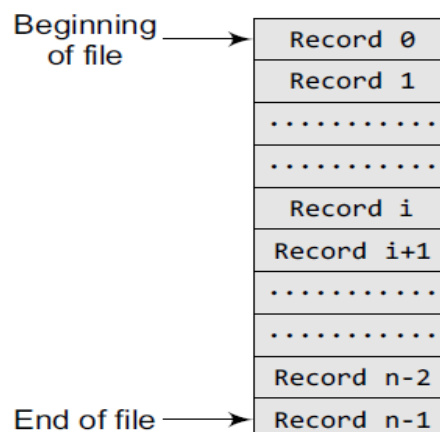 Beginning
of file
Record 0
Record 1
...........
...........
Record i
Record i+1
...........
...........
Record n-2
End of file
Record n-1